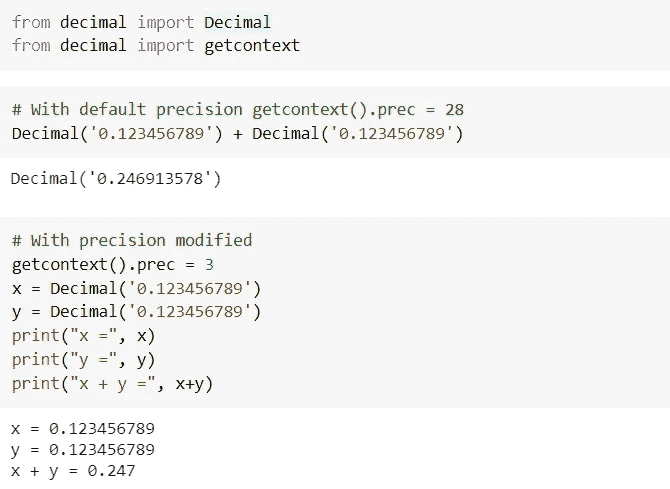 from decimal import Decimal
from decimal import getcontext
# With default precision getcontext().prec = 28
Decimal('0.123456789') + Decimal('0.123456789')
Decimal('0.246913578')
# With precision modified
getcontext().prec = 3
x = Decimal('0.123456789')
y = Decimal('0.123456789')
print("x =", x)
print("y =", y)
print("x + y =", x+y)
x = 0.123456789
y = 0.123456789
x + y = 0.247